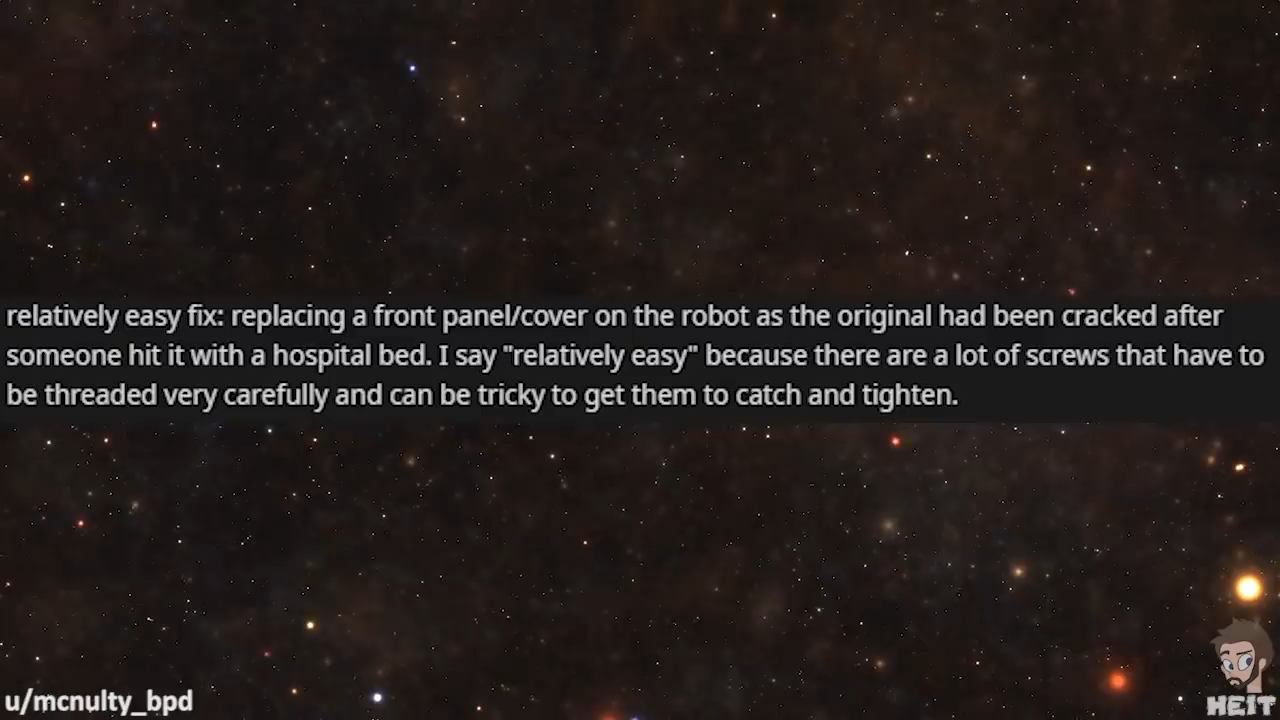 relatively easy fix: replacing a front panel/cover on the robot as the original had been cracked after
someone hit it with a hospital bed. I say "relatively easy" because there are a lot of screws that have to
be threaded very carefully and can be tricky to get them to catch and tighten.
u/mcnulty_bpd
HEIT